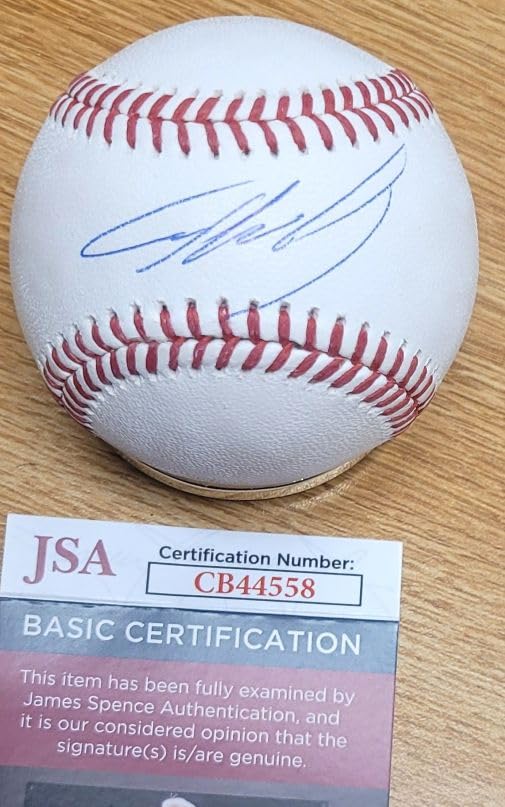 JSA
Certification Number:
CB44558
BASIC CERTIFICATION
This item has been fully examined by
James Spence Authentication, and
it is our considered opinion that the
signature(s) is/are genuine.